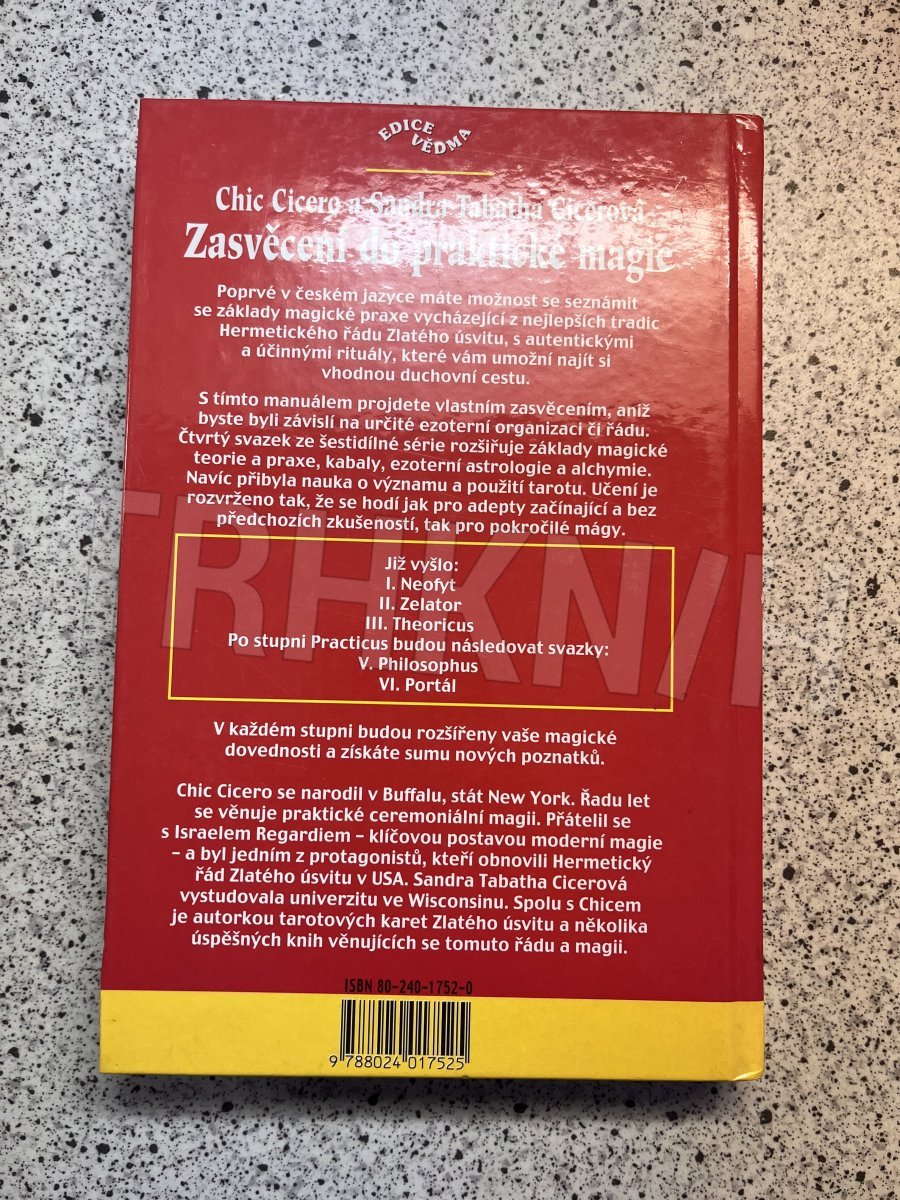 EDICE
VĚDMA
Chic Cicero a Sandra Tabatha Cicerová
Zasvěcení do praktické magie
Poprvé v českém jazyce máte možnost se seznámit
se základy magické praxe vycházející z nejlepších tradic
Hermetického řádu Zlatého úsvitu, s autentickými
a účinnými rituály, které vám umožní najít si
vhodnou duchovní cestu.
S tímto manuálem projdete vlastním zasvěcením, aniž
byste byli závislí na určité ezoterní organizaci či řádu.
Čtvrtý svazek ze šestidílné série rozšiřuje základy magické
teorie a praxe, kabaly, ezoterní astrologie a alchymie.
Navíc přibyla nauka o významu a použití tarotu. Učení je
rozvrženo tak, že se hodí jak pro adepty začínající a bez
předchozích zkušeností, tak pro pokročilé mágy.
TRHKNIH
Již vyšlo:
I. Neofyt
II. Zelator
III. Theoricus
Po stupni Practicus budou následovat svazky:
V. Philosophus
VI. Portál
V každém stupni budou rozšířeny vaše magické
dovednosti a získáte sumu nových poznatků.
Chic Cicero se narodil v Buffalu, stát New York. Řadu let
se věnuje praktické ceremoniální magii. Přátelil se
s Israelem Regardiem – klíčovou postavou moderní magie
– a byl jedním z protagonistů, kteří obnovili Hermetický
řád Zlatého úsvitu v USA. Sandra Tabatha Cicerová
vystudovala univerzitu ve Wisconsinu. Spolu s Chicem
je autorkou tarotových karet Zlatého úsvitu a několika
úspěšných knih věnujících se tomuto řádu a magii.
ISBN 80-240-1752-0
9 788024 017525